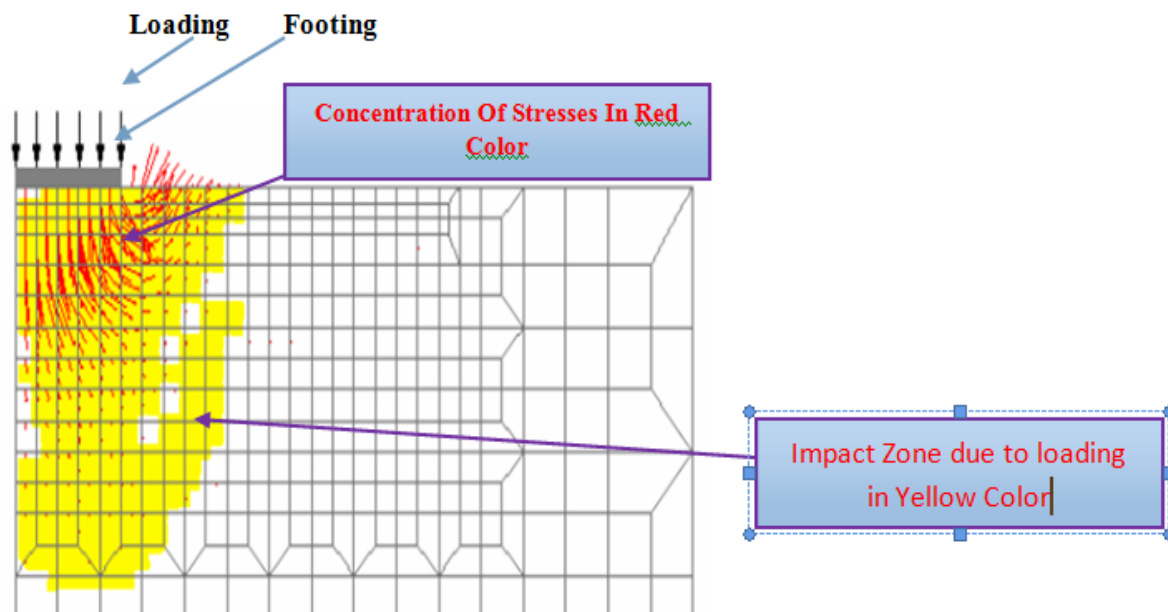 Loading Footing
Concentration Of Stresses In Red
Color
Impact Zone due to loading
in Yellow Color